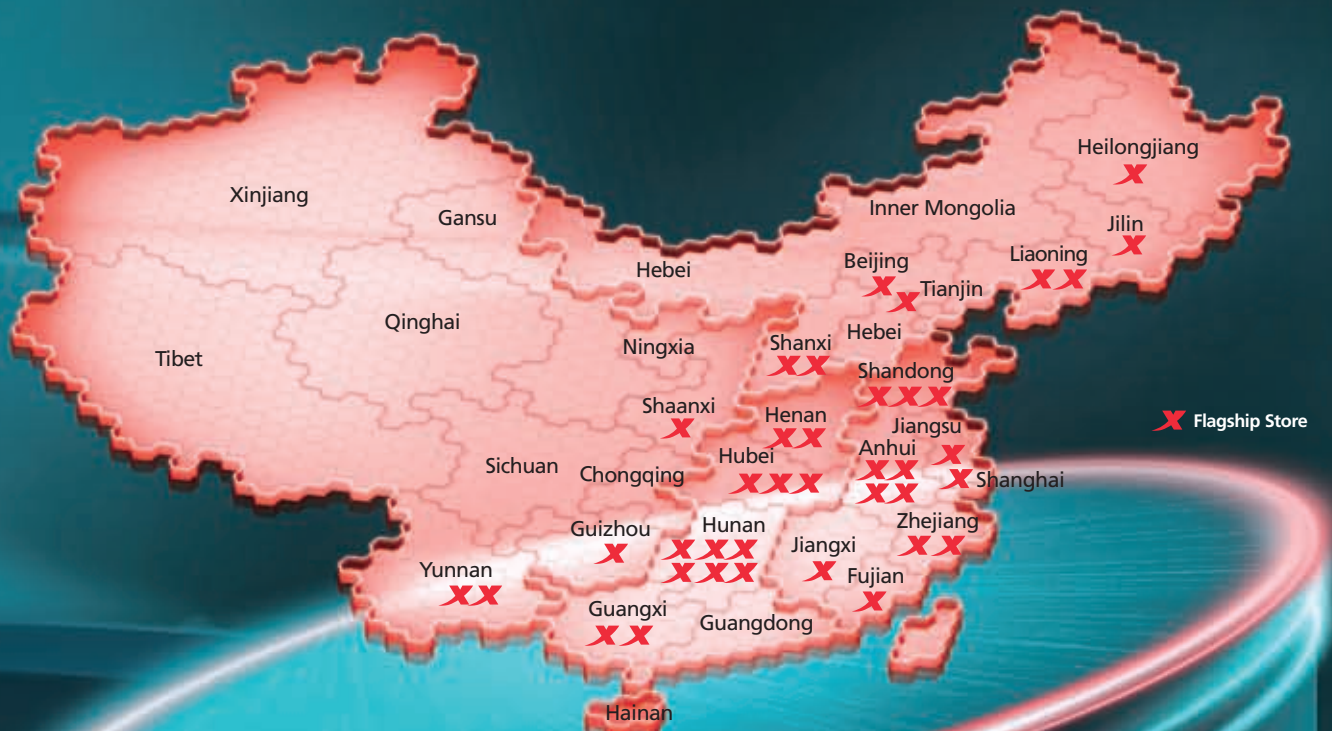 Heilongjiang
Xinjiang
Inner Mongolia
Gansu
Jilin
Liaoning
Beijing
Hebei
Tianjin
Qinghai
Hebei
Shanxi
Ningxia
Tibet
Shandong
Shaanxi
Henan
Flagship Store
Jiangsu
Anhui
Hubei
Sichuan
Chongqing
Shanghai
Zhejiang
Hunan
Guizhou
Jiangxi
Yunnan
Fujian
Guangxi
Guangdong
Hainan